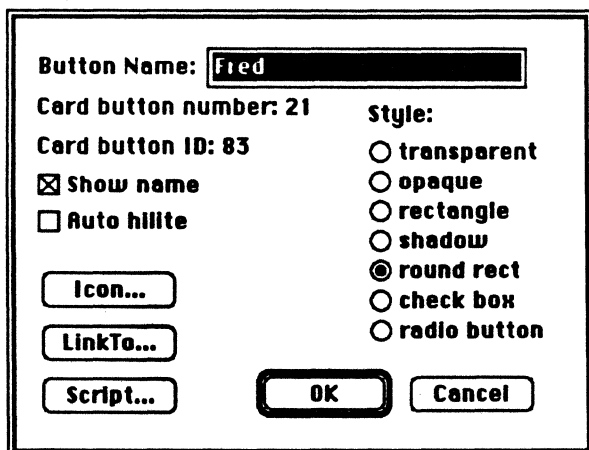 Button Name: Fred
Card button number: 21
Card button ID: 83
Show name
Auto hilite
Icon...
LinkTo...
Script...
Style:
transparent
opaque
rectangle
shadow
round rect
check box
radio button
OK
Cancel